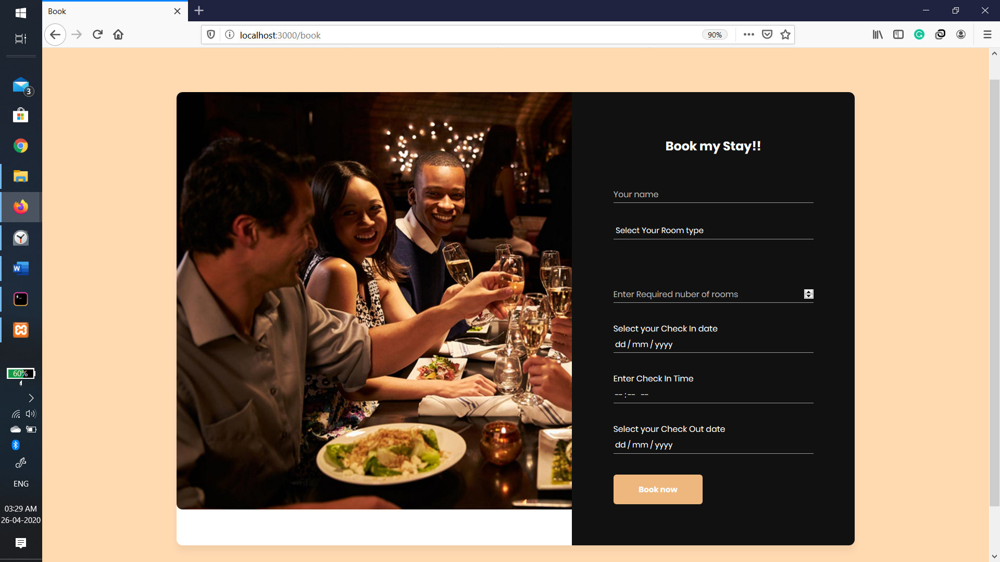 Book
localhost:3000/book
90%
3
Book my Stay!!
Your name
Select Your Room type
Enter Required nuber of rooms
Select your Check In date
dd / mm / yyyy
Enter Check In Time
-- : -- --
Select your Check Out date
dd / mm / yyyy
Book now
60%
ENG
03:29 AM
26-04-2020